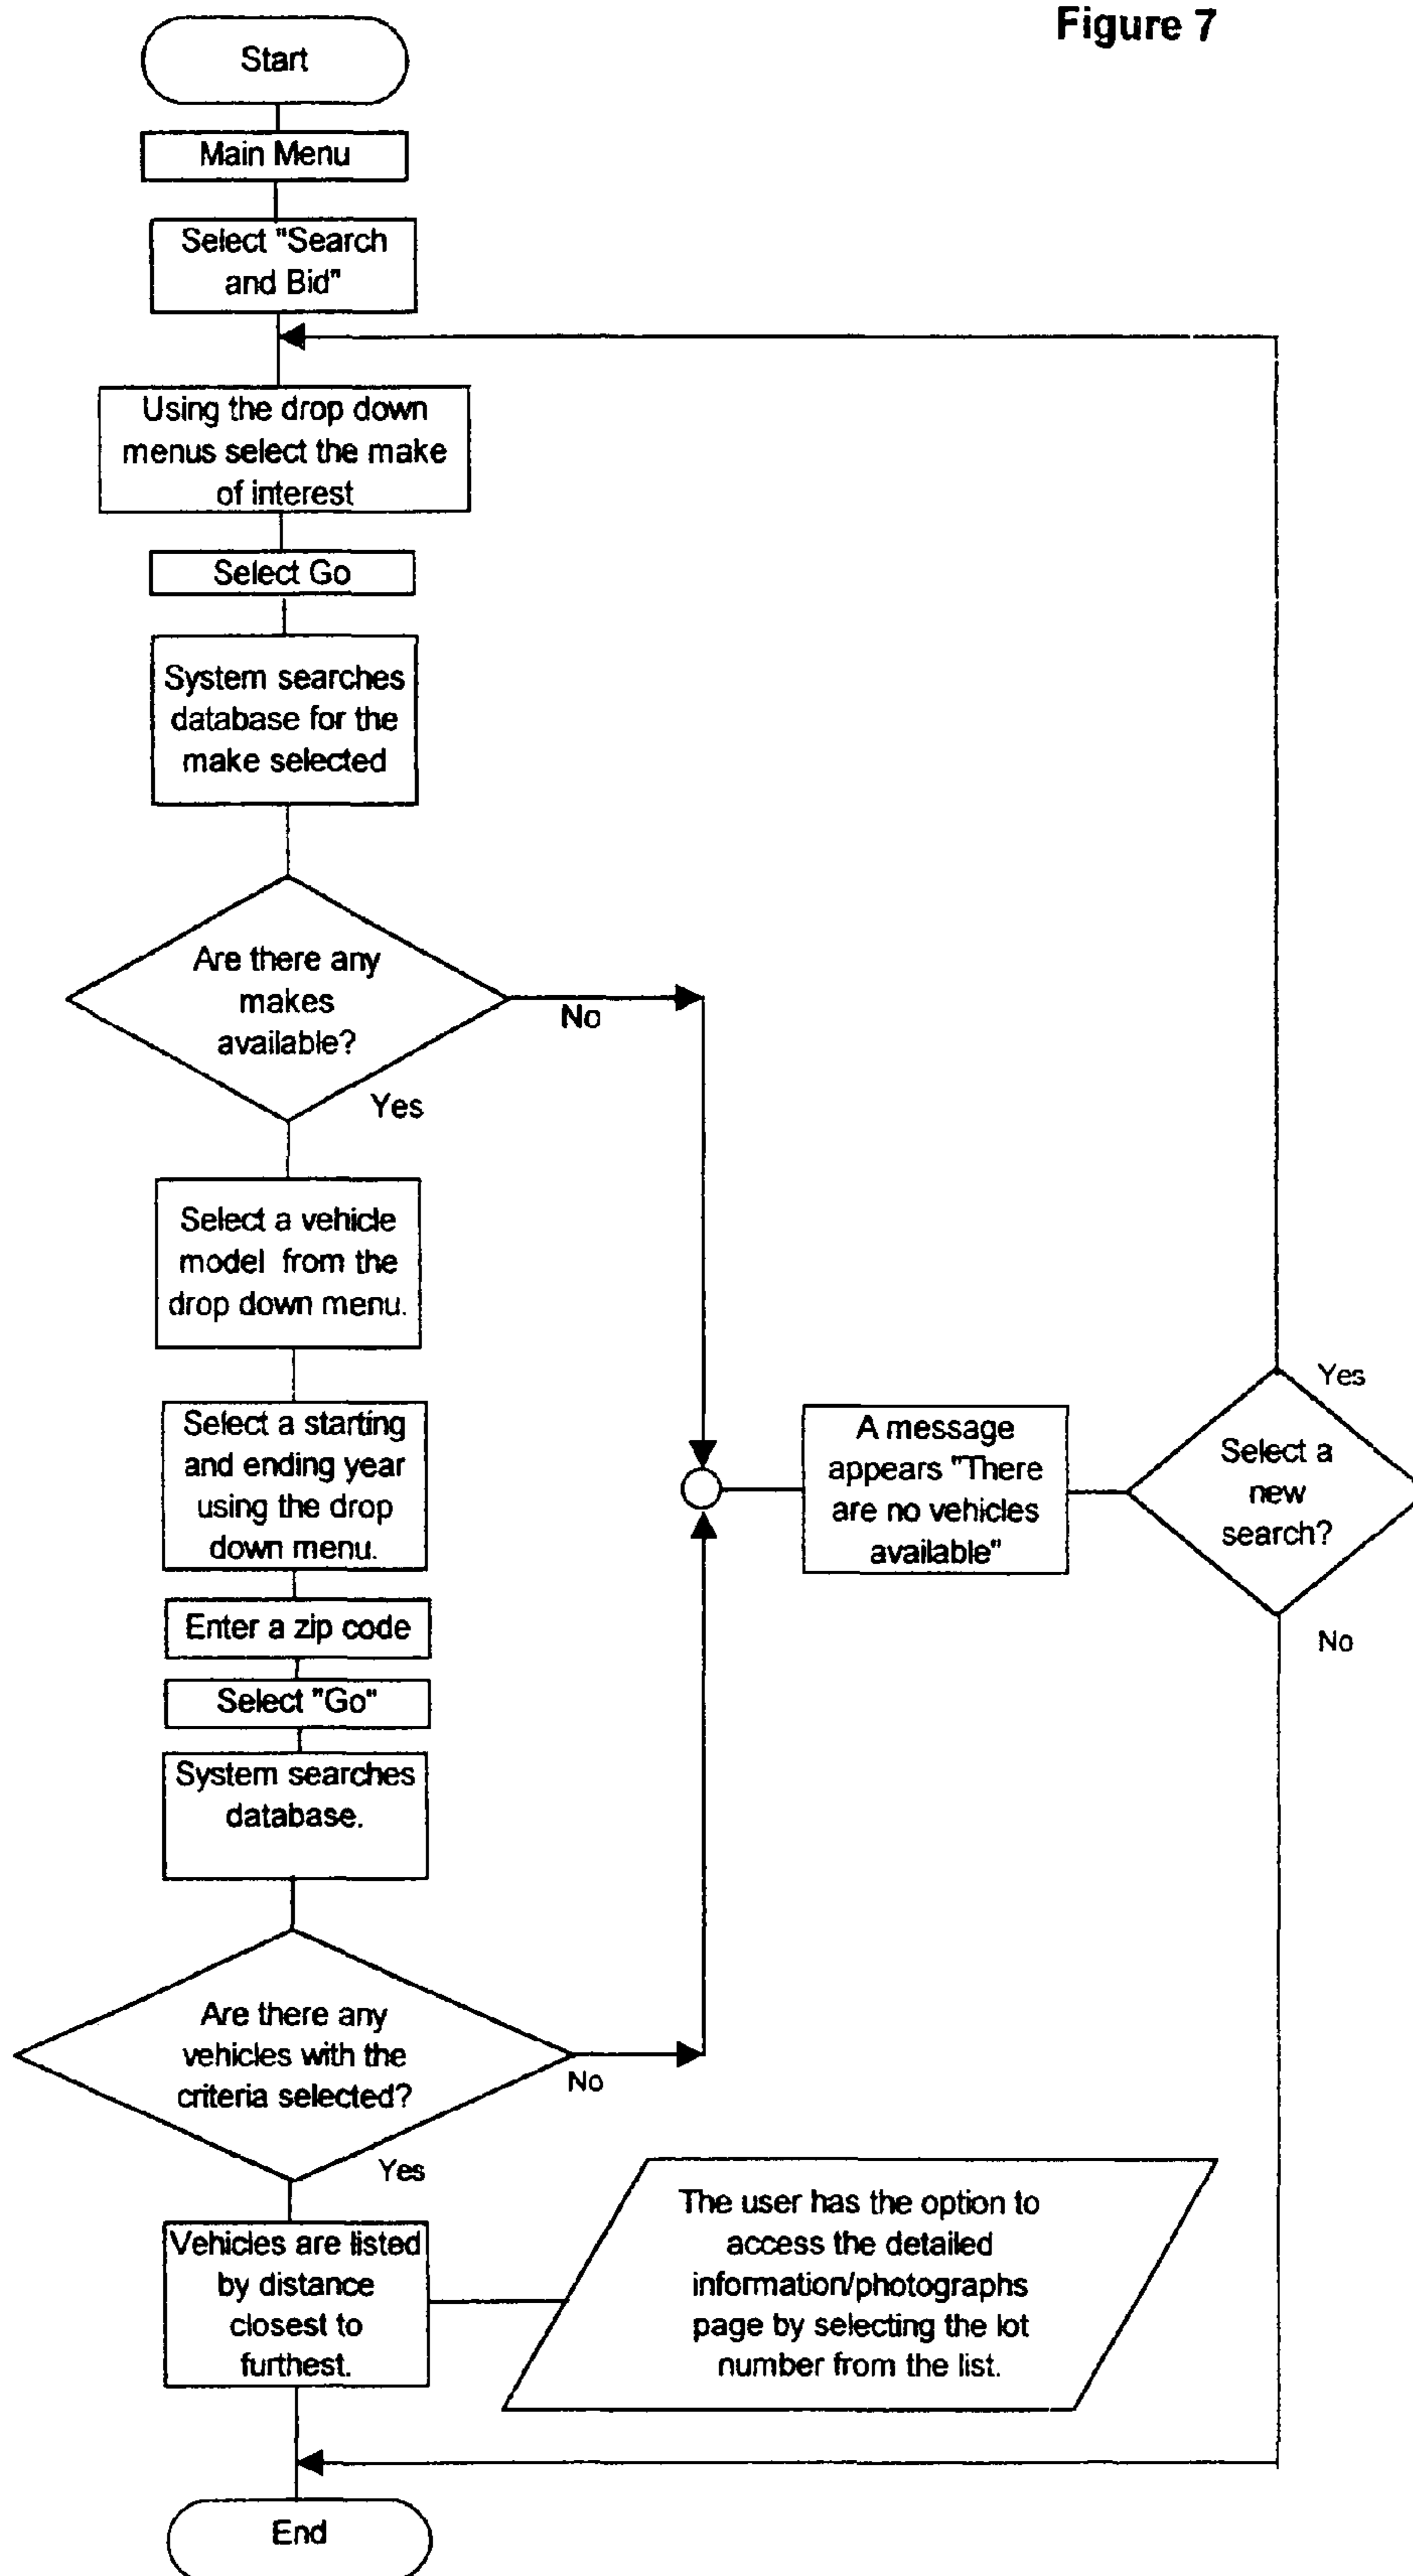 Figure 7
Start
Main Menu
Select "Search
and Bid"
Using the drop down
menus select the make
of interest
Select Go
System searches
database for the
make selected
Are there any
makes
available?
No
Yes
Select a vehicle
model from the
drop down menu.
Select a starting
and ending year
using the drop
down menu.
Enter a zip code
Select "Go"
System searches
database.
Are there any
vehicles with the
criteria selected?
No
Yes
A message
appears "There
are no vehicles
available"
Select a
new
search?
Yes
No
Vehicles are listed
by distance
closest to
furthest.
The user has the option to
access the detailed
information/photographs
page by selecting the lot
number from the list.
End